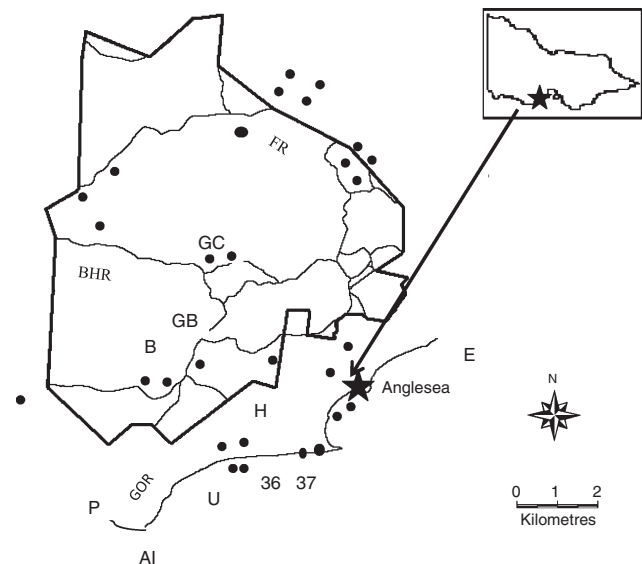 FR
GC
BHR
GB
B
E
Anglesea
N
H
GOR
U
36
37
P
AI
0 1 2
Kilometres